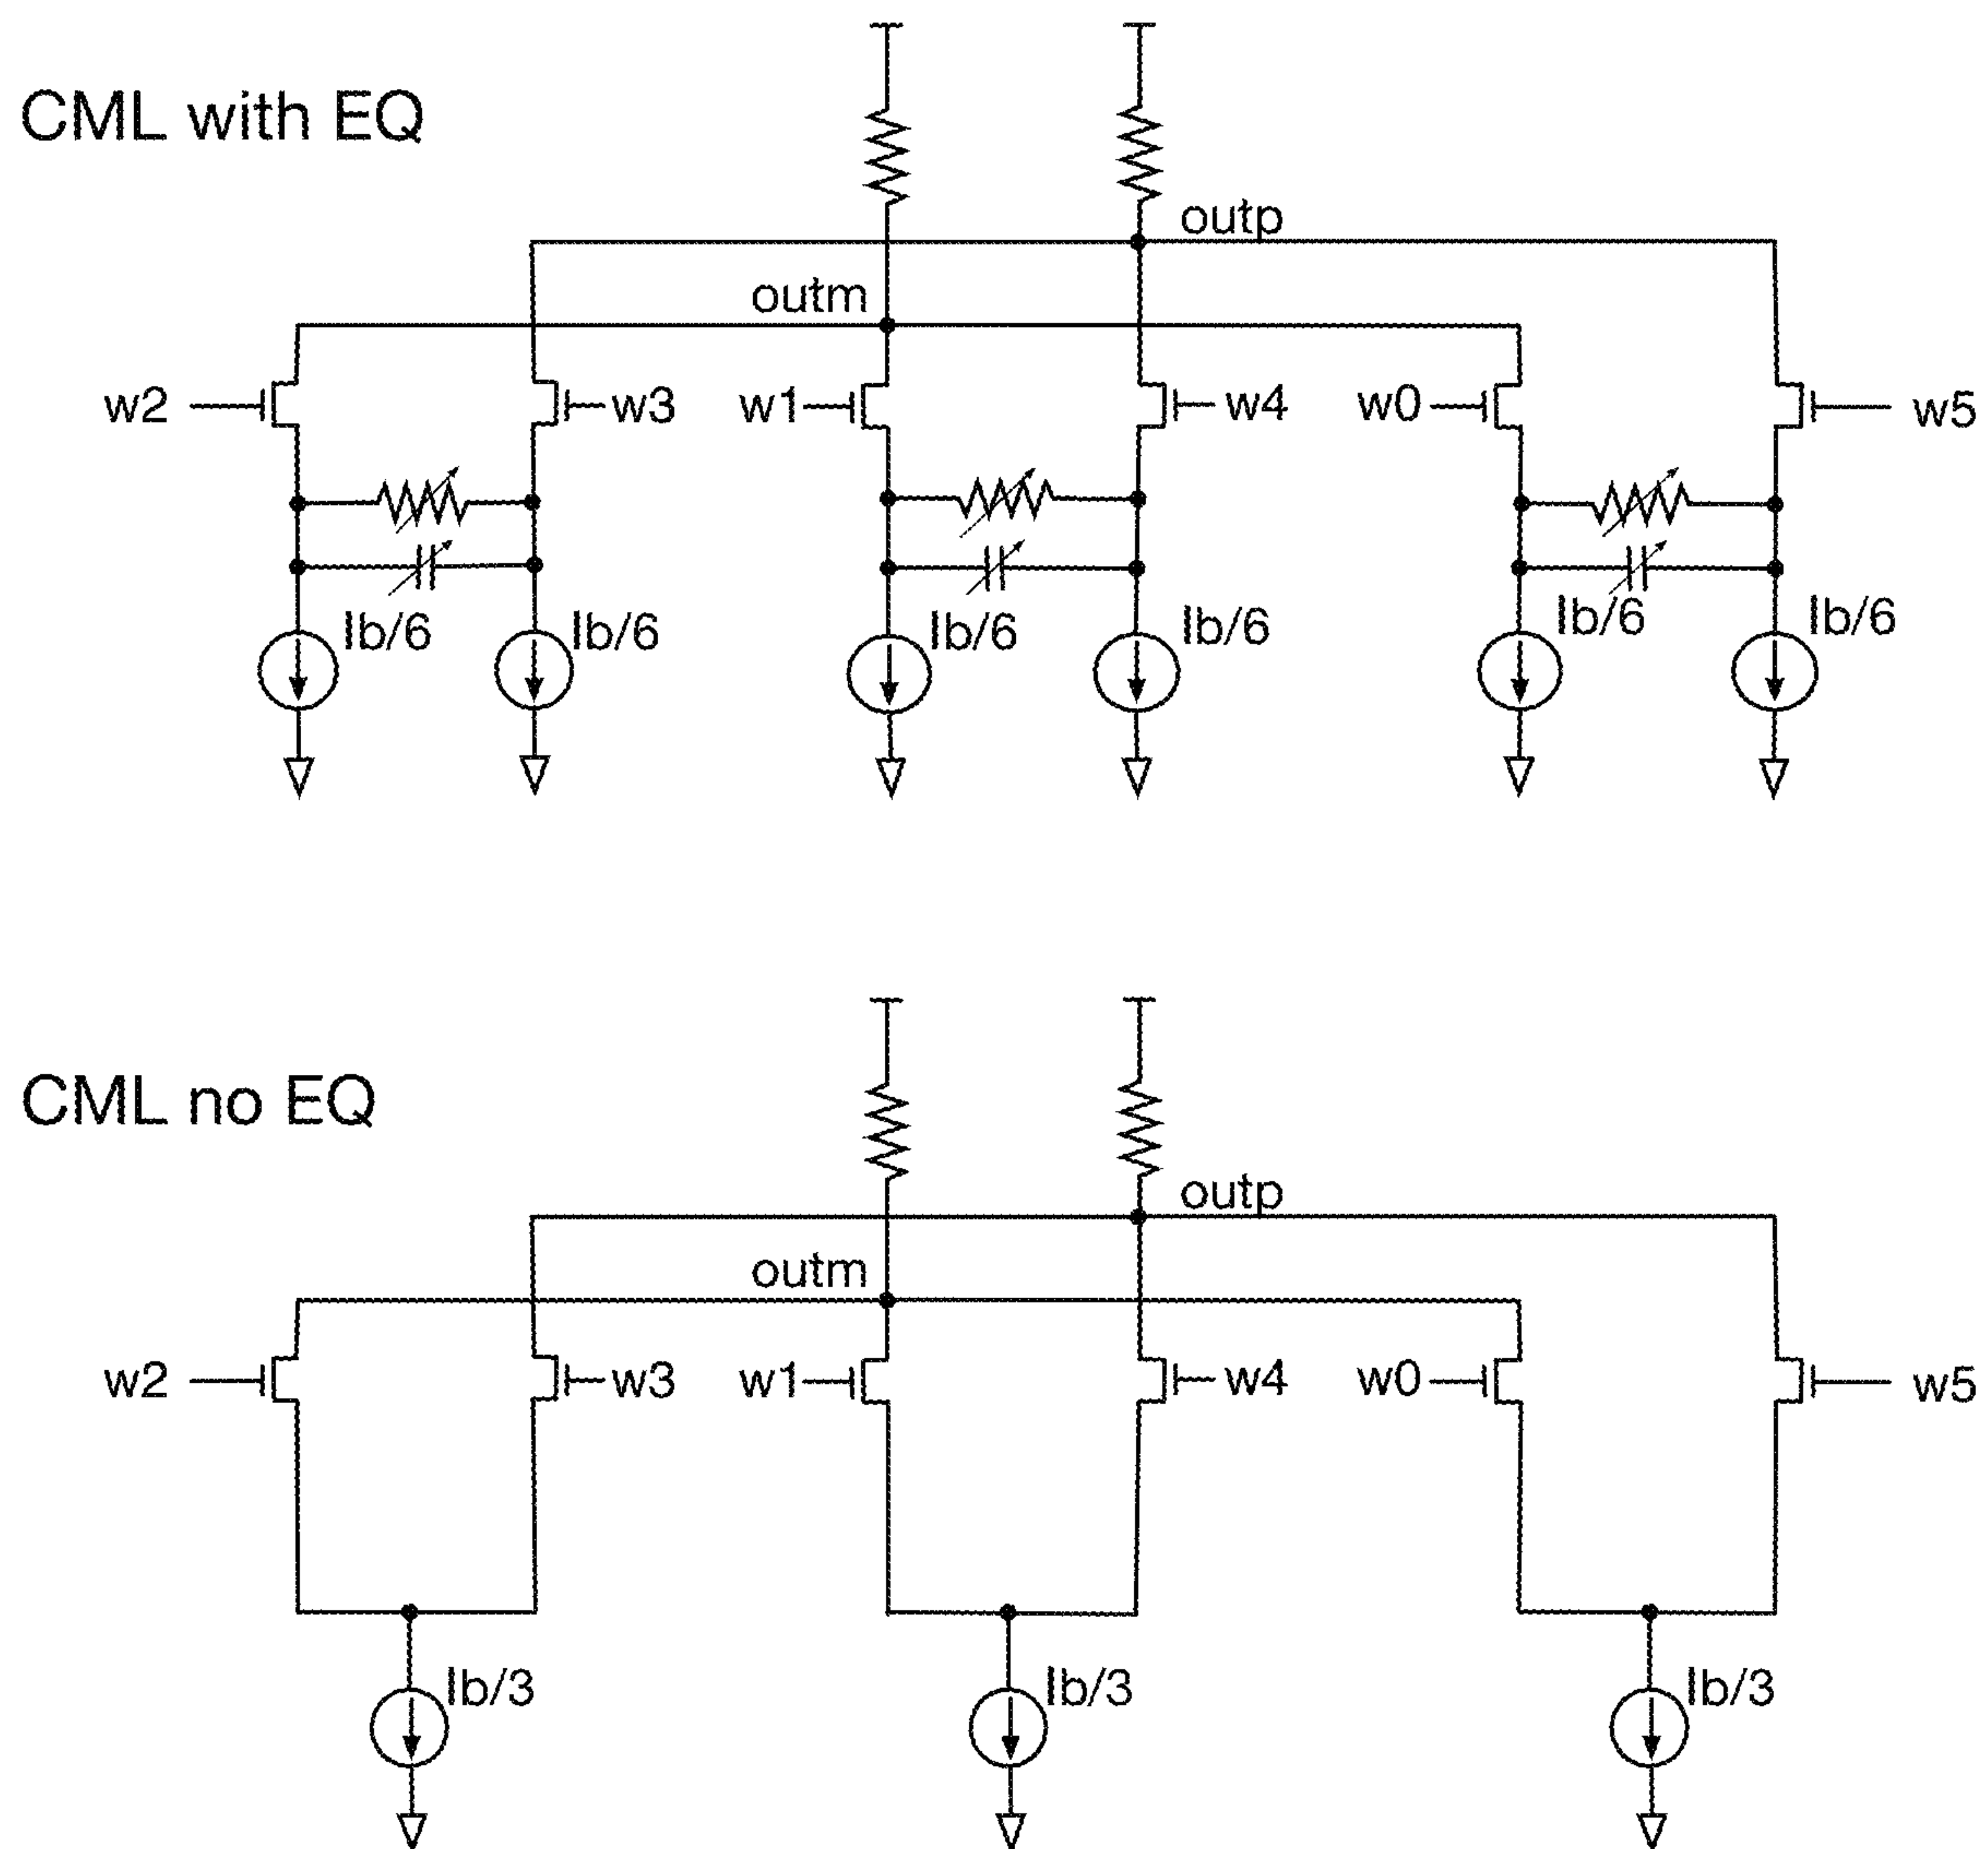 CML with EQ
outp
outm
w2 w3 w1 w4 w0 w5
Ib/6 Ib/6 Ib/6 Ib/6 Ib/6 Ib/6
CML no EQ
outp
outm
w2 w3 w1 w4 w0 w5
Ib/3 Ib/3 Ib/3